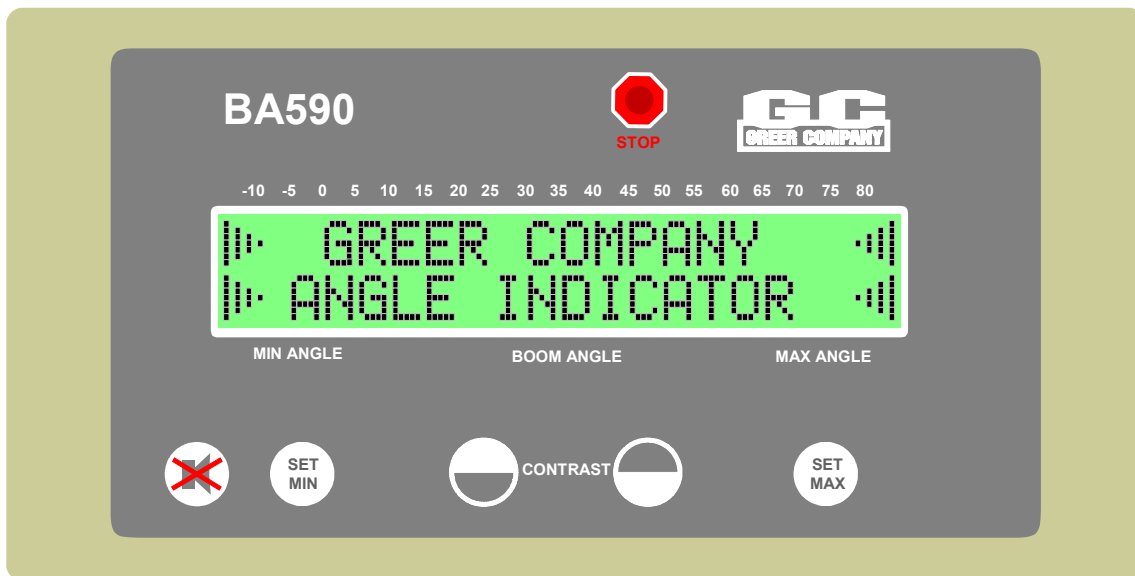 BA590
STOP
GC
GREER COMPANY
-10 -5 0 5 10 15 20 25 30 35 40 45 50 55 60 65 70 75 80
GREER COMPANY
ANGLE INDICATOR
MIN ANGLE BOOM ANGLE MAX ANGLE
SET
MIN
CONTRAST
SET
MAX